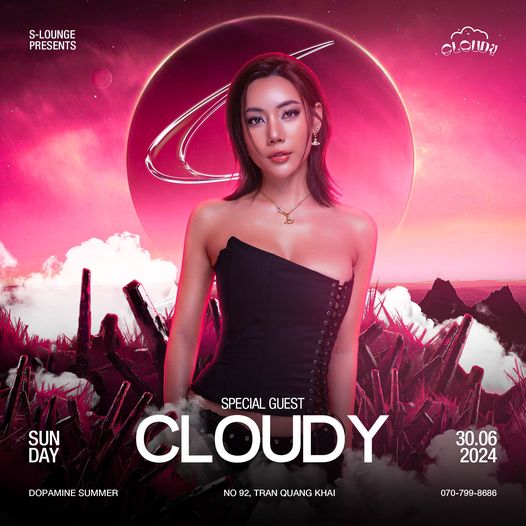 S-LOUNGE
PRESENTS
CLOUDY
SPECIAL GUEST
CLOUDY
SUN
DAY
30.06
2024
DOPAMINE SUMMER
NO 92, TRAN QUANG KHAI
070-799-8686